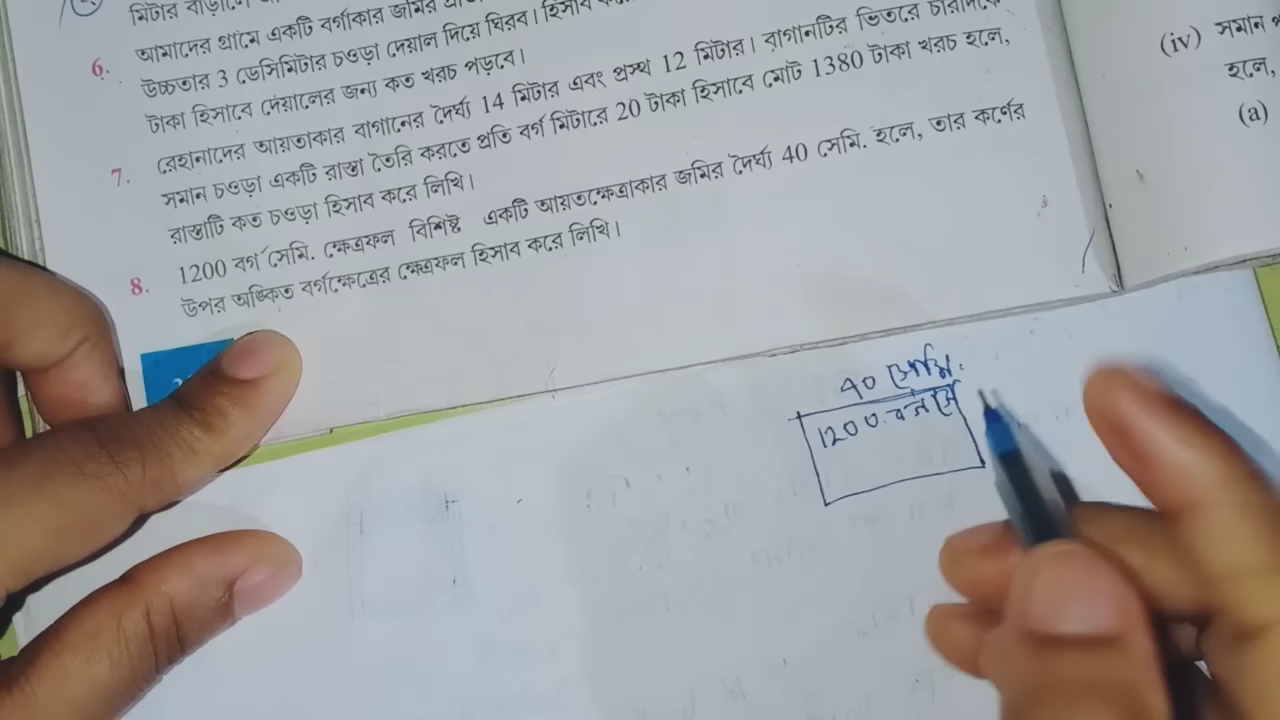 মিটার বাড়ালে
6. আমাদের গ্রামে একটি বর্গাকার জমির
উচ্চতার 3 ডেসিমিটার চওড়া দেয়াল দিয়ে ঘিরব। হিসাব
টাকা হিসাবে দেয়ালের জন্য কত খরচ পড়বে।
7. রেহানাদের আয়তাকার বাগানের দৈর্ঘ্য 14 মিটার এবং প্রস্থ 12 মিটার। বাগানটির ভিতরে চারদিকে
সমান চওড়া একটি রাস্তা তৈরি করতে প্রতি বর্গ মিটারে 20 টাকা হিসাবে মোট 1380 টাকা খরচ হলে,
রাস্তাটি কত চওড়া হিসাব করে লিখি।
8. 1200 বর্গ সেমি. ক্ষেত্রফল বিশিষ্ট একটি আয়তক্ষেত্রাকার জমির দৈর্ঘ্য 40 সেমি. হলে, তার কর্ণের
উপর অঙ্কিত বর্গক্ষেত্রের ক্ষেত্রফল হিসাব করে লিখি।
(iv) সমান
হলে,
(a)
40 সেমি.
1200